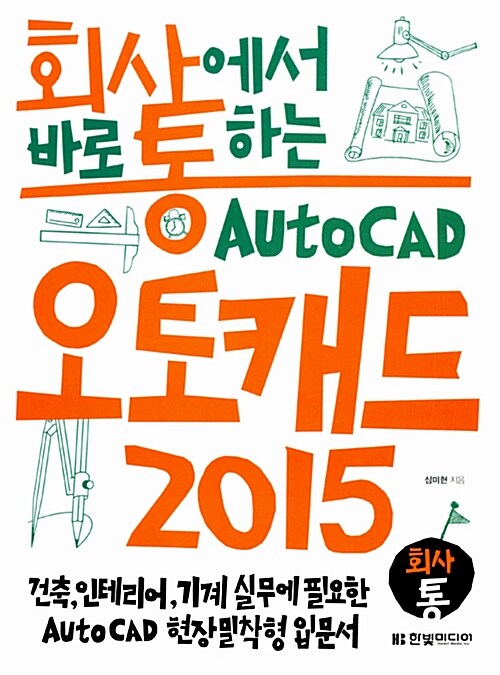 회사에서
바로 통 하는
AutoCAD
오토캐드
2015
심미현 지음
회사
통
건축, 인테리어, 기계 실무에 필요한
AutoCAD 현장밀착형 입문서
HB 한빛미디어